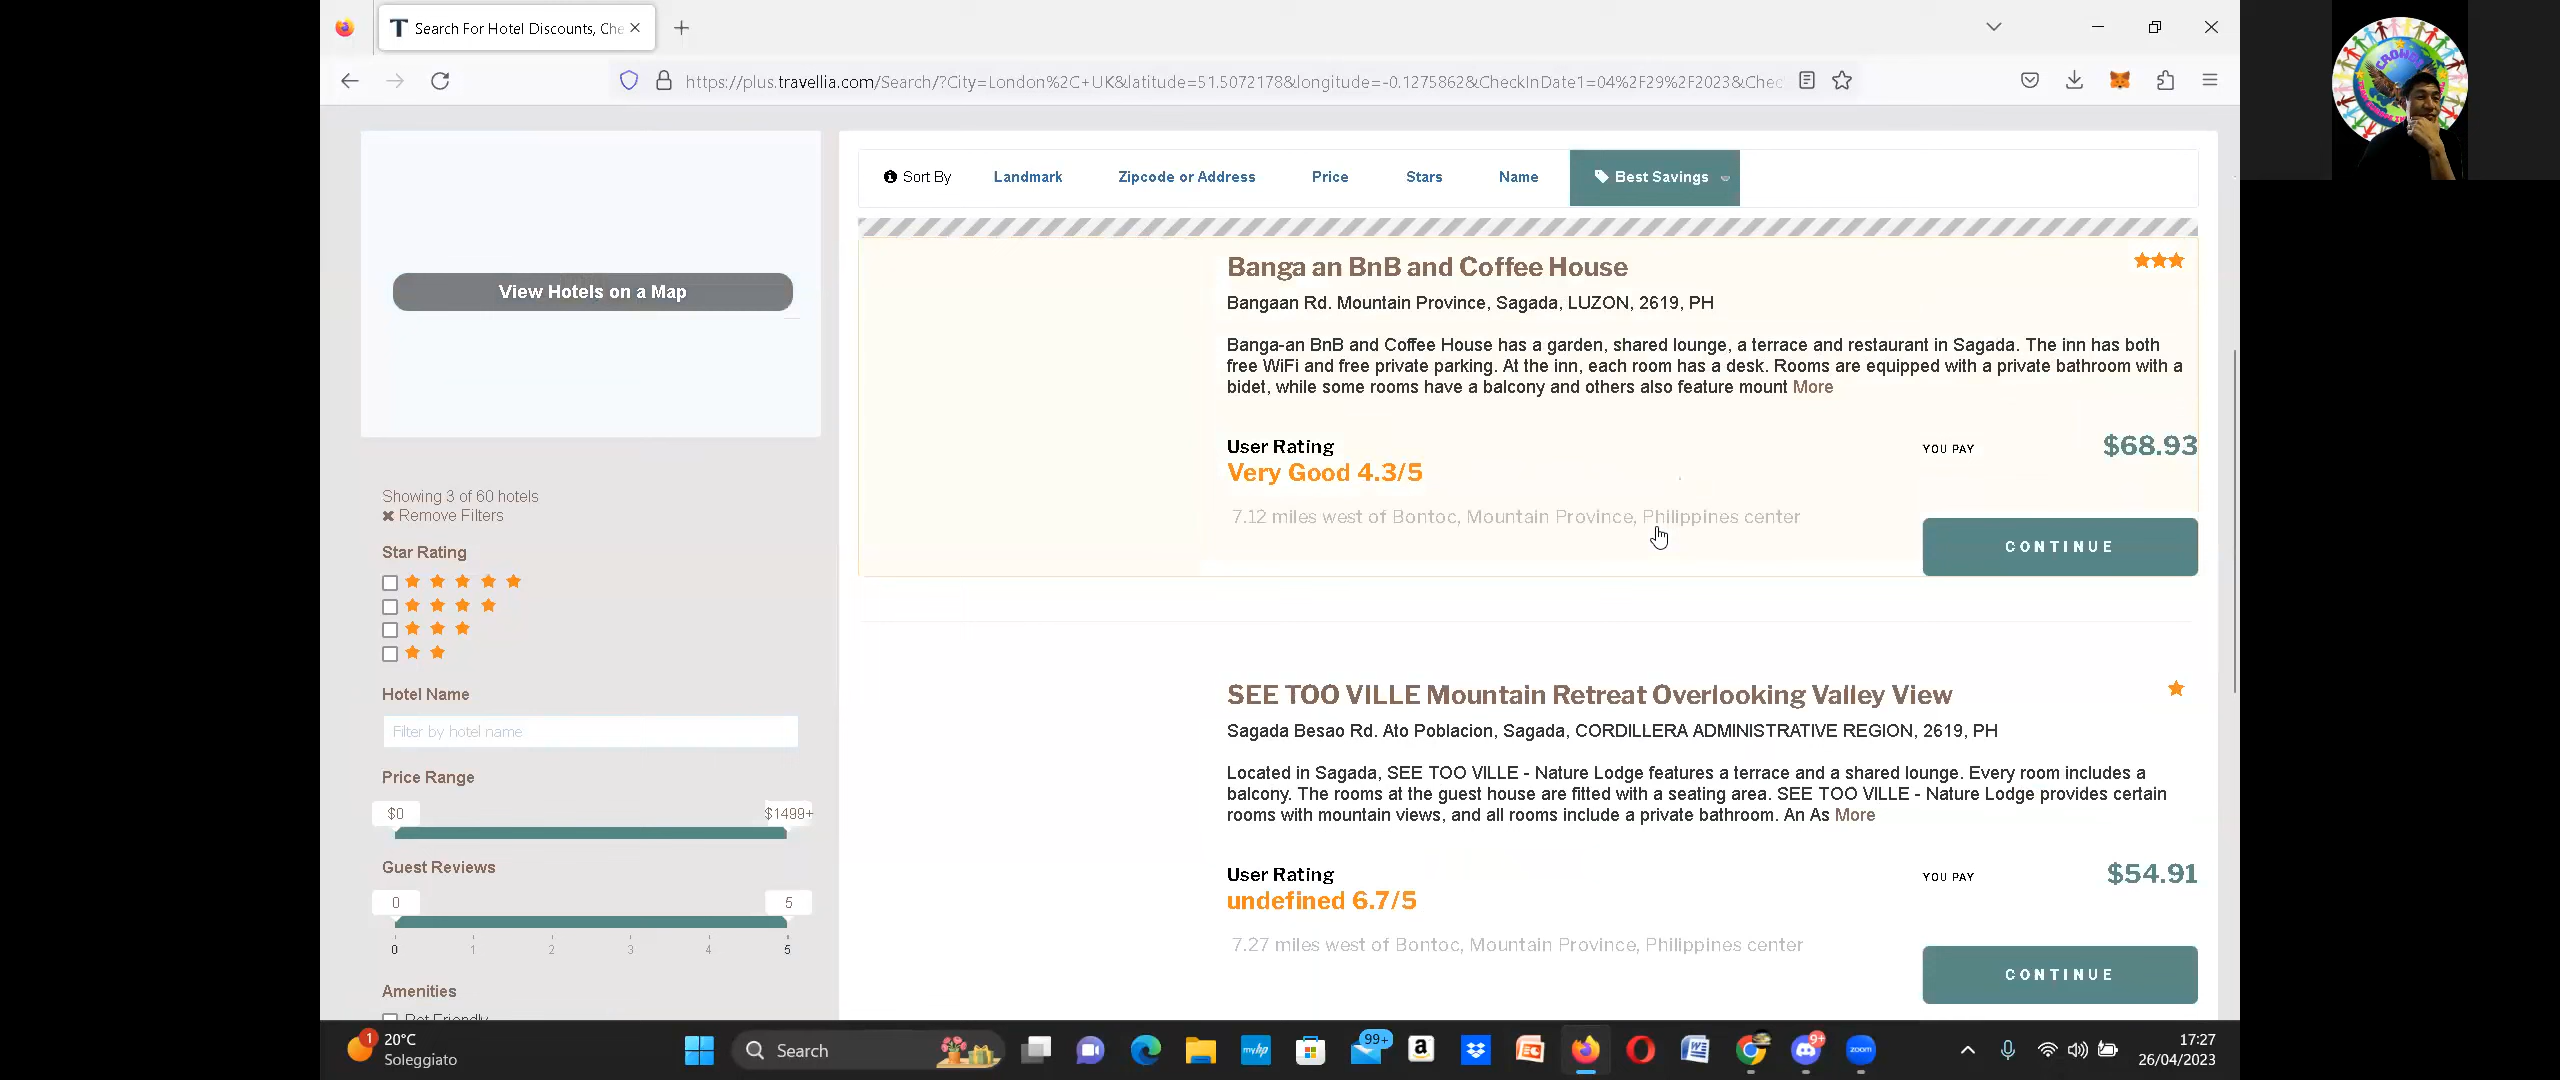 Search For Hotel Discounts, Che
https://plus.travellia.com/Search/?City=London%2C+UK&latitude=51.5072178&longitude=-0.1275862&CheckInDate1=04%2F29%2F2023&Chec
View Hotels on a Map
Showing 3 of 60 hotels
Remove Filters
Star Rating
Hotel Name
Filter by hotel name
Price Range
$0 $1499+
Guest Reviews
0 5
0 1 2 3 4 5
Amenities
Pet Friendly
Sort By Landmark Zipcode or Address Price Stars Name Best Savings
Banga an BnB and Coffee House
Bangaan Rd. Mountain Province, Sagada, LUZON, 2619, PH
Banga-an BnB and Coffee House has a garden, shared lounge, a terrace and restaurant in Sagada. The inn has both
free WiFi and free private parking. At the inn, each room has a desk. Rooms are equipped with a private bathroom with a
bidet, while some rooms have a balcony and others also feature mount More
User Rating
Very Good 4.3/5
YOU PAY $68.93
7.12 miles west of Bontoc, Mountain Province, Philippines center
CONTINUE
SEE TOO VILLE Mountain Retreat Overlooking Valley View
Sagada Besao Rd. Ato Poblacion, Sagada, CORDILLERA ADMINISTRATIVE REGION, 2619, PH
Located in Sagada, SEE TOO VILLE - Nature Lodge features a terrace and a shared lounge. Every room includes a
balcony. The rooms at the guest house are fitted with a seating area. SEE TOO VILLE - Nature Lodge provides certain
rooms with mountain views, and all rooms include a private bathroom. An As More
User Rating
undefined 6.7/5
YOU PAY $54.91
7.27 miles west of Bontoc, Mountain Province, Philippines center
CONTINUE
1
20°C
Soleggiato
Search
myhp
99+
9+
zoom
17:27
26/04/2023